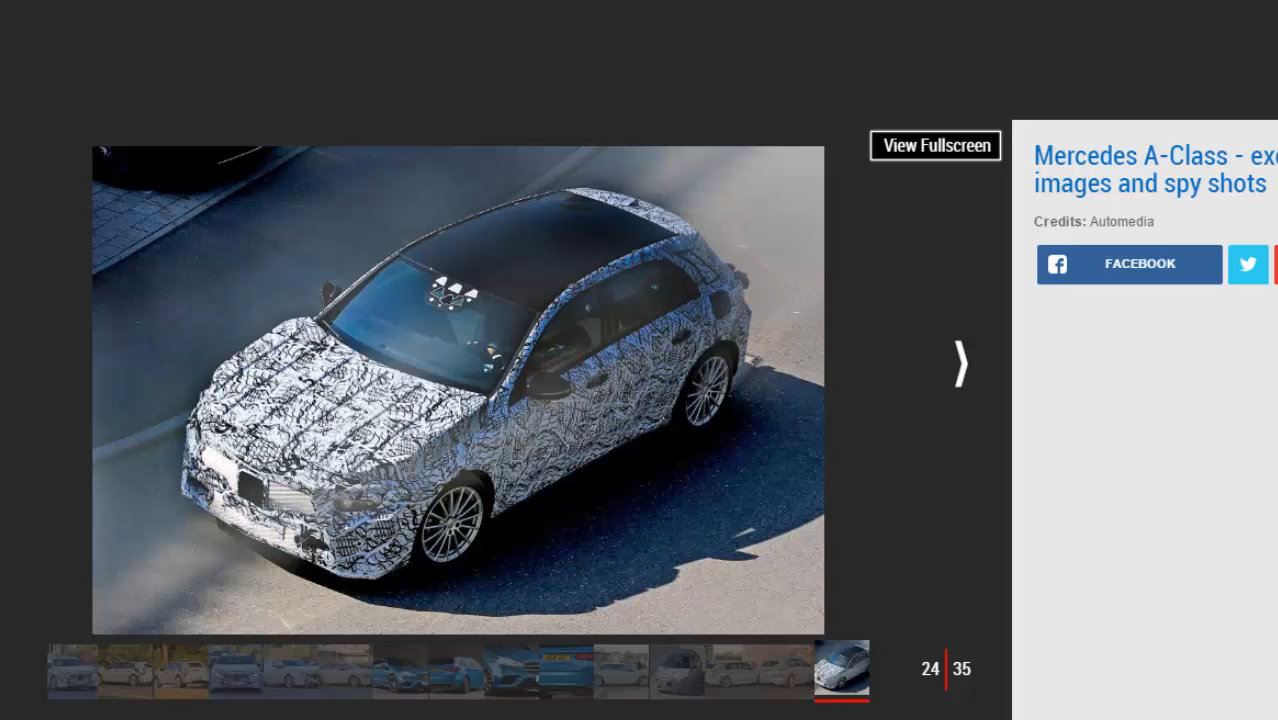 View Fullscreen
Mercedes A-Class - exc
images and spy shots
Credits: Automedia
FACEBOOK
24 35